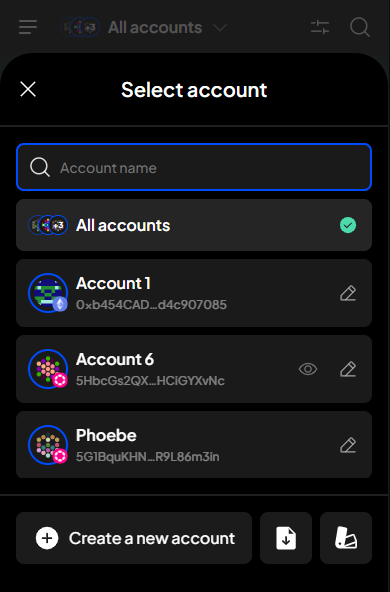 +3 All accounts
Select account
Account name
+3 All accounts
Account 1
0xb454CAD...d4c907085
Account 6
5HbcGs2QX...HCiGYXvNc
Phoebe
5G1BquKHN...R9L86m3in
Create a new account